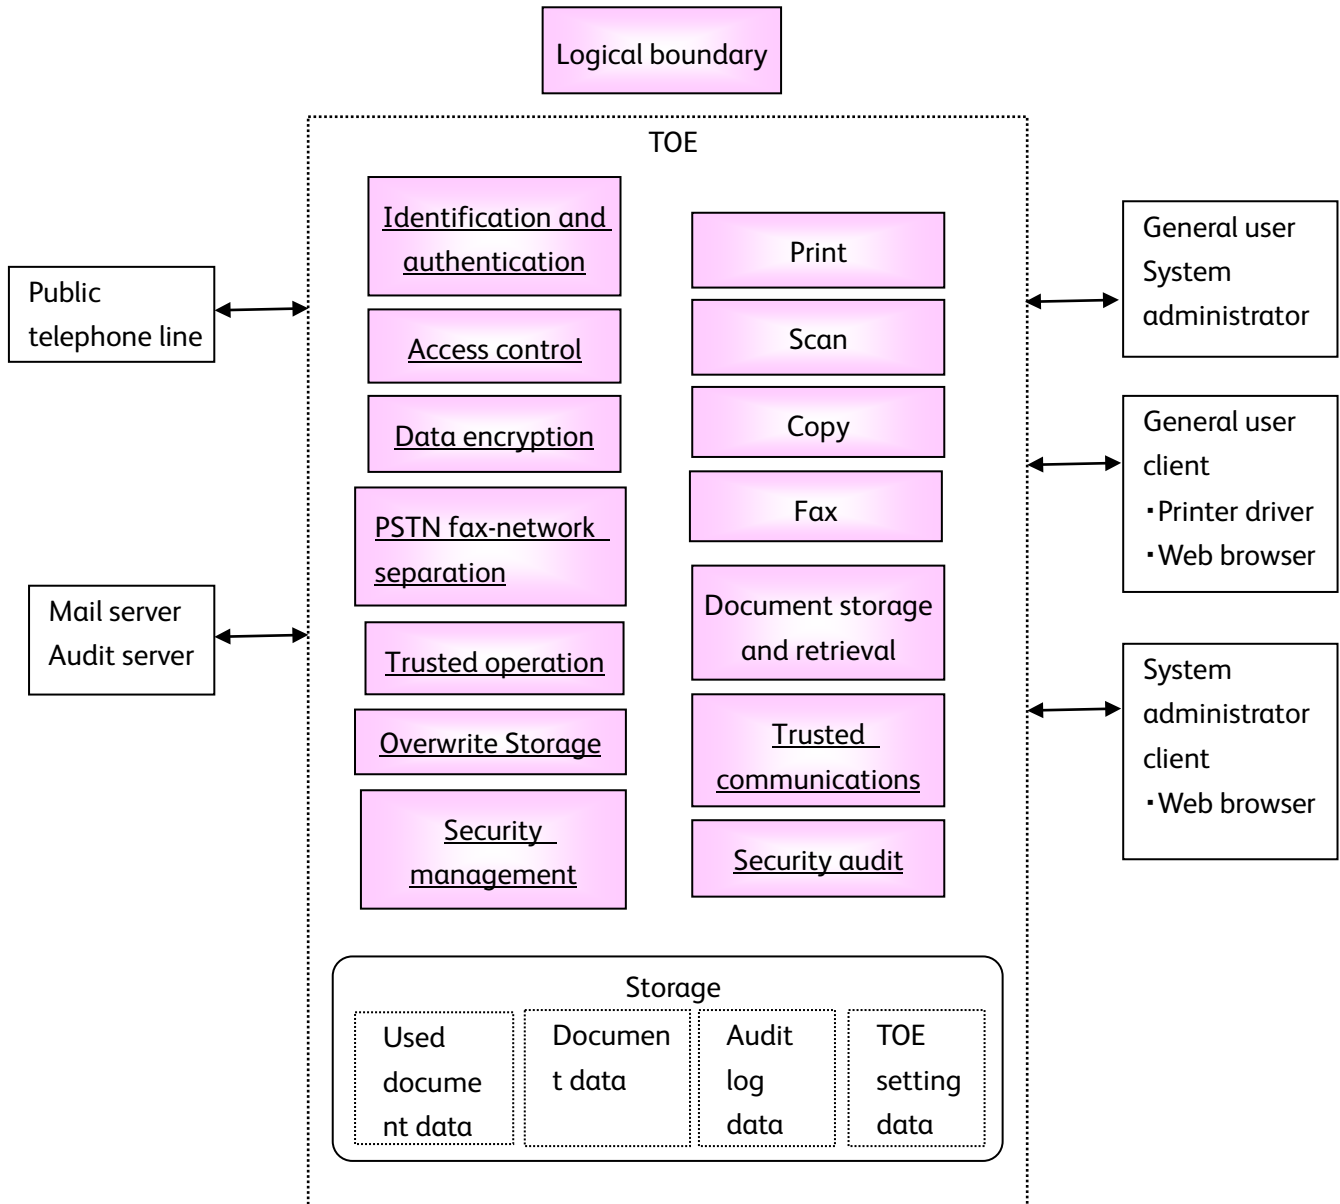 Logical boundary
TOE
Public
telephone line
Mail server
Audit server
Identification and
authentication
Access control
Data encryption
PSTN fax-network
separation
Trusted operation
Overwrite Storage
Security
management
Print
Scan
Copy
Fax
Document storage
and retrieval
Trusted
communications
Security audit
General user
System
administrator
General user
client
・Printer driver
・Web browser
System
administrator
client
・Web browser
Storage
Used
docume
nt data
Documen
t data
Audit
log
data
TOE
setting
data